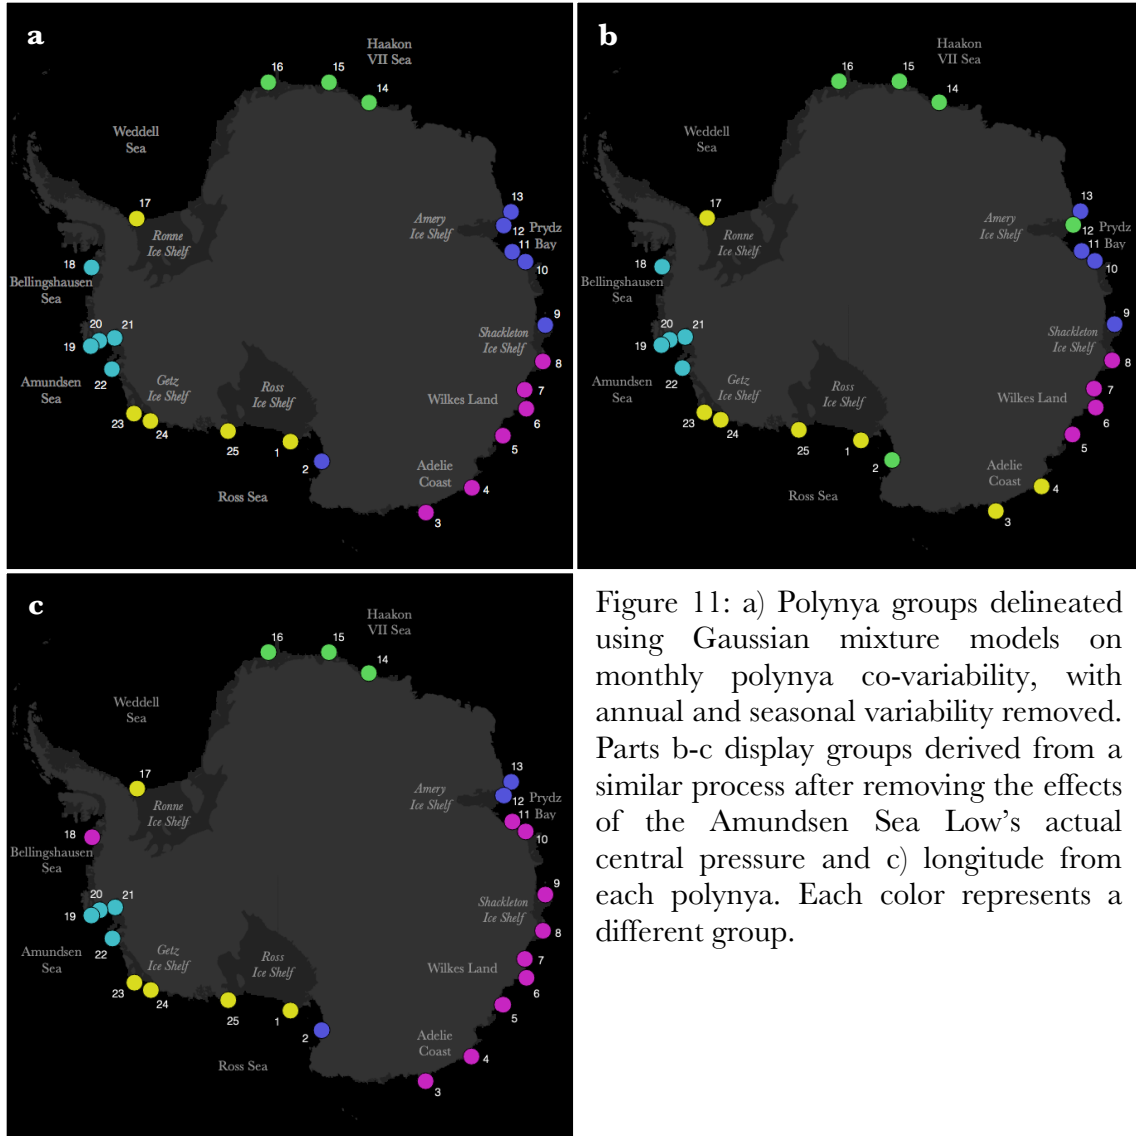 a
Haakon
VII Sea
16
15
14
Weddell
Sea
17
Ronne
Ice Shelf
13
Amery
Ice Shelf
12
Prydz
Bay
11
10
18
Bellingshausen
Sea
9
20
21
19
Shackleton
Ice Shelf
8
22
Amundsen
Sea
Getz
Ice Shelf
Ross
Ice Shelf
7
Wilkes Land
6
23
24
25
1
5
2
Adelie
Coast
4
Ross Sea
3
b
Haakon
VII Sea
16
15
14
Weddell
Sea
17
Ronne
Ice Shelf
13
Amery
Ice Shelf
12
Prydz
Bay
11
10
18
Bellingshausen
Sea
9
20
21
19
Shackleton
Ice Shelf
8
22
Amundsen
Sea
Getz
Ice Shelf
Ross
Ice Shelf
7
Wilkes Land
6
23
24
25
1
5
2
Adelie
Coast
4
Ross Sea
3
c
Haakon
VII Sea
16
15
14
Weddell
Sea
17
Ronne
Ice Shelf
13
Amery
Ice Shelf
12
Prydz
Bay
11
10
18
Bellingshausen
Sea
9
20
21
19
Shackleton
Ice Shelf
8
22
Amundsen
Sea
Getz
Ice Shelf
Ross
Ice Shelf
7
Wilkes Land
6
23
24
25
1
5
2
Adelie
Coast
4
Ross Sea
3
Figure 11: a) Polynya groups delineated
using Gaussian mixture models on
monthly polynya co-variability, with
annual and seasonal variability removed.
Parts b-c display groups derived from a
similar process after removing the effects
of the Amundsen Sea Low's actual
central pressure and c) longitude from
each polynya. Each color represents a
different group.